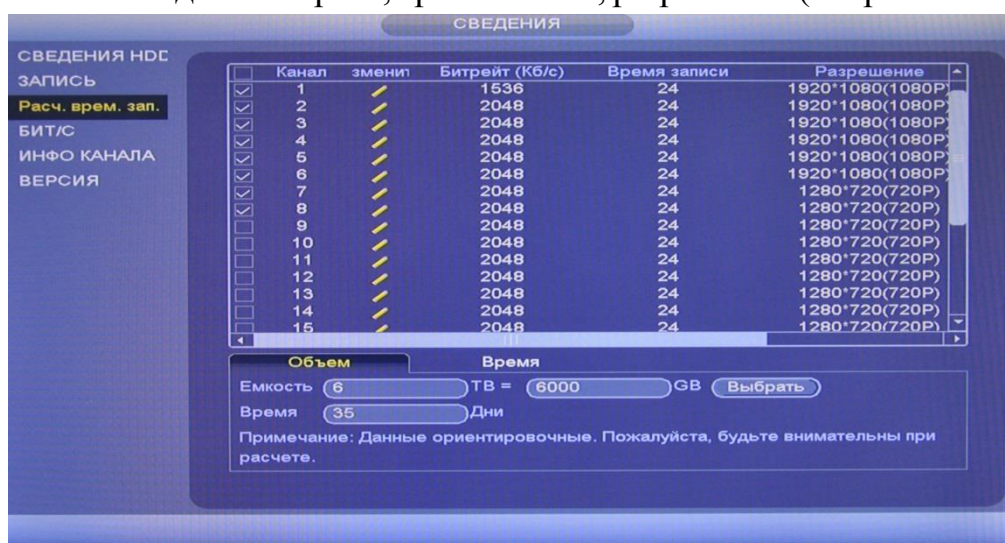 СВЕДЕНИЯ
СВЕДЕНИЯ HDD
ЗАПИСЬ
Расч. врем. зап.
БИТ/С
ИНФО КАНАЛА
ВЕРСИЯ
Канал зменит Битрейт (Кб/с) Время записи Разрешение
1 1536 24 1920*1080(1080P)
2 2048 24 1920*1080(1080P)
3 2048 24 1920*1080(1080P)
4 2048 24 1920*1080(1080P)
5 2048 24 1920*1080(1080P)
6 2048 24 1920*1080(1080P)
7 2048 24 1280*720(720P)
8 2048 24 1280*720(720P)
9 2048 24 1280*720(720P)
10 2048 24 1280*720(720P)
11 2048 24 1280*720(720P)
12 2048 24 1280*720(720P)
13 2048 24 1280*720(720P)
14 2048 24 1280*720(720P)
15 2048 24 1280*720(720P)
Объем Время
Емкость 6 TB = 6000 GB Выбрать
Время 35 Дни
Примечание: Данные ориентировочные. Пожалуйста, будьте внимательны при
расчете.